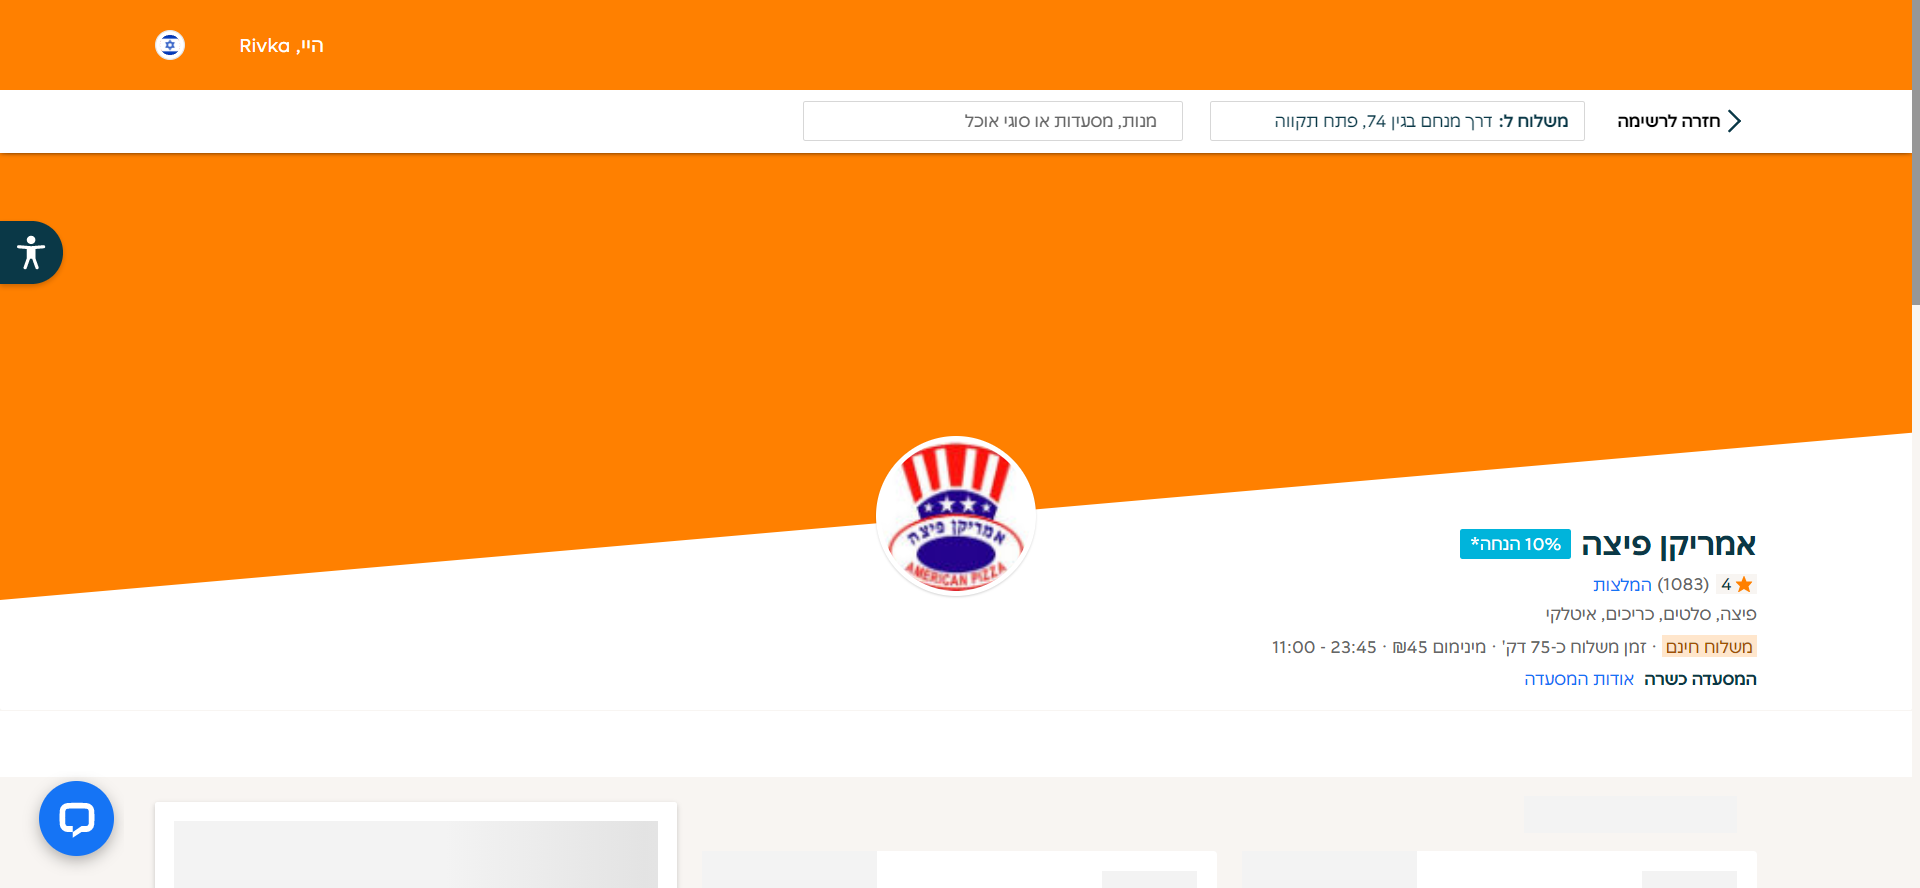 היי, Rivka
חזרה לרשימה
משלוח ל: דרך מנחם בגין 74, פתח תקווה
מנות, מסעדות או סוגי אוכל
אמריקן פיצה
AMERICAN PIZZA
אמריקן פיצה 10% הנחה*
4 (1083) המלצות
פיצה, סלטים, כריכים, איטלקי
משלוח חינם · זמן משלוח כ-75 דק' · מינימום ₪45 · 23:45 - 11:00
המסעדה כשרה אודות המסעדה